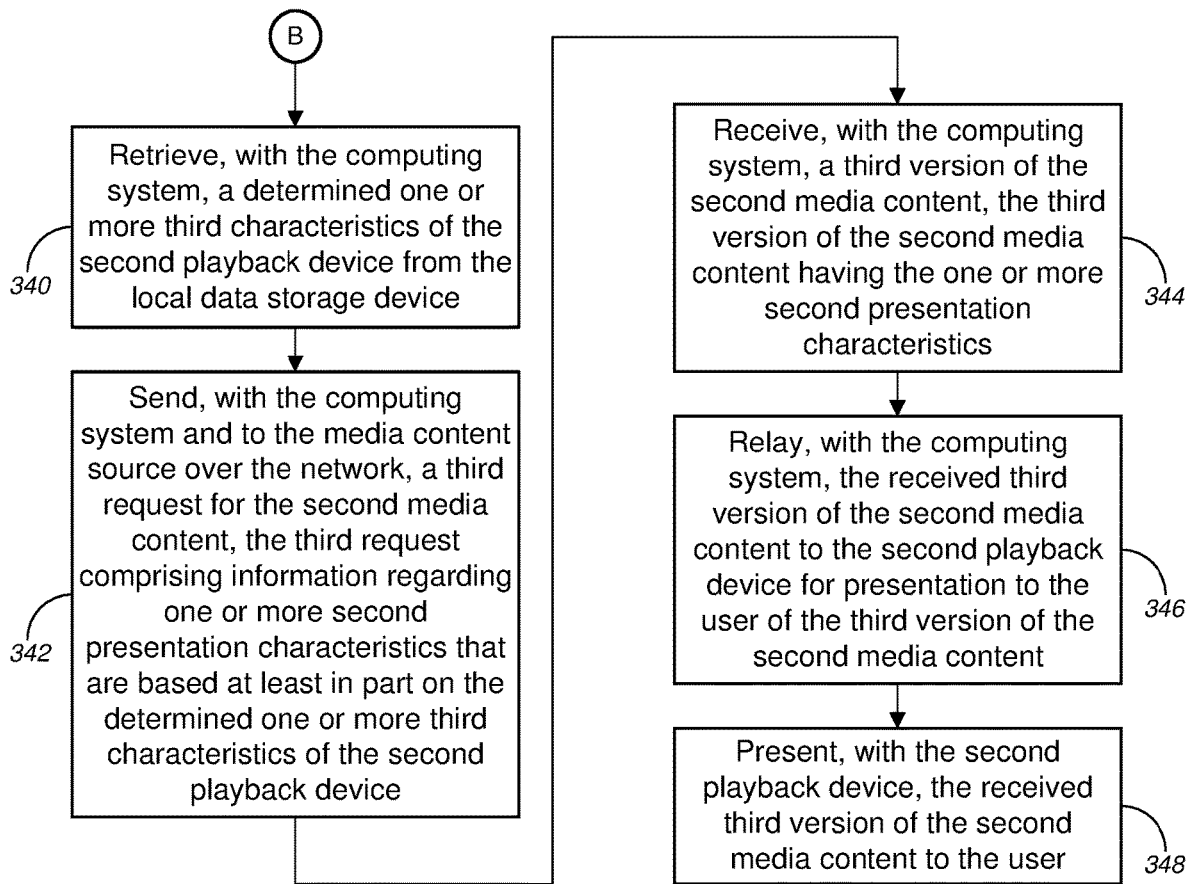 B
Retrieve, with the computing
system, a determined one or
more third characteristics of the
second playback device from the
local data storage device
340
Send, with the computing
system and to the media content
source over the network, a third
request for the second media
content, the third request
comprising information regarding
one or more second
presentation characteristics that
are based at least in part on the
determined one or more third
characteristics of the second
playback device
342
Receive, with the computing
system, a third version of the
second media content, the third
version of the second media
content having the one or more
second presentation
characteristics
344
Relay, with the computing
system, the received third
version of the second media
content to the second playback
device for presentation to the
user of the third version of the
second media content
346
Present, with the second
playback device, the received
third version of the second
media content to the user
348